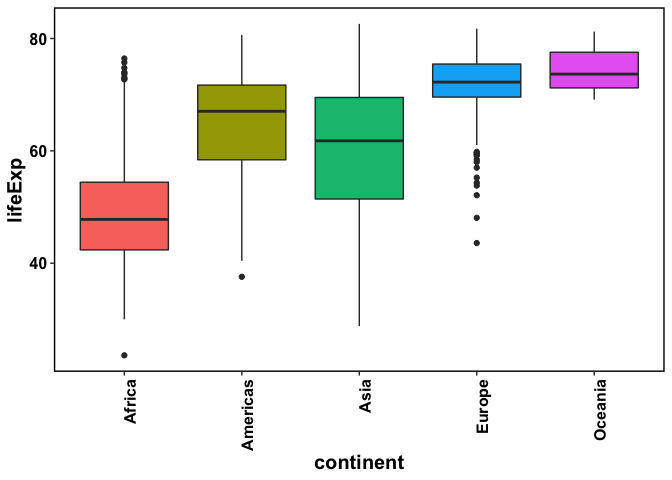 lifeExp
80
60
40
Africa
Americas
Asia
Europe
Oceania
continent